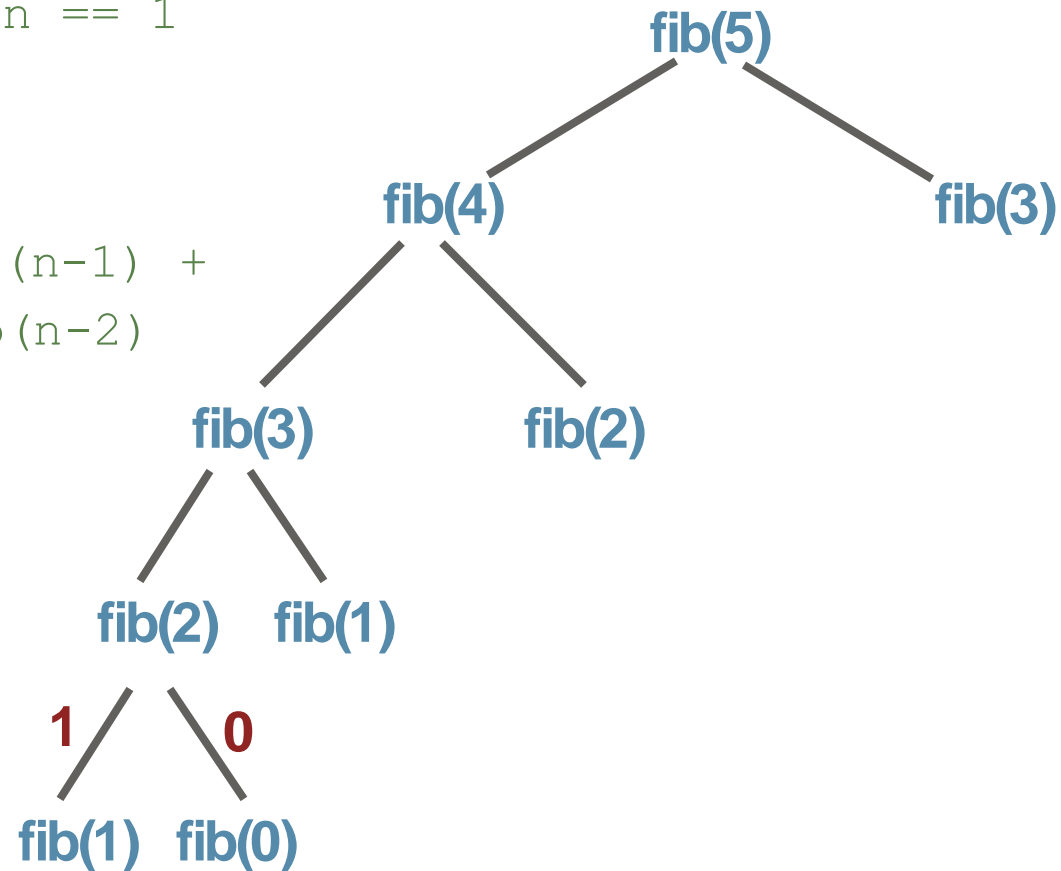 n == 1
fib(5)
fib(4) fib(3)
(n-1) +
(n-2)
fib(3) fib(2)
fib(2) fib(1)
1 0
fib(1) fib(0)